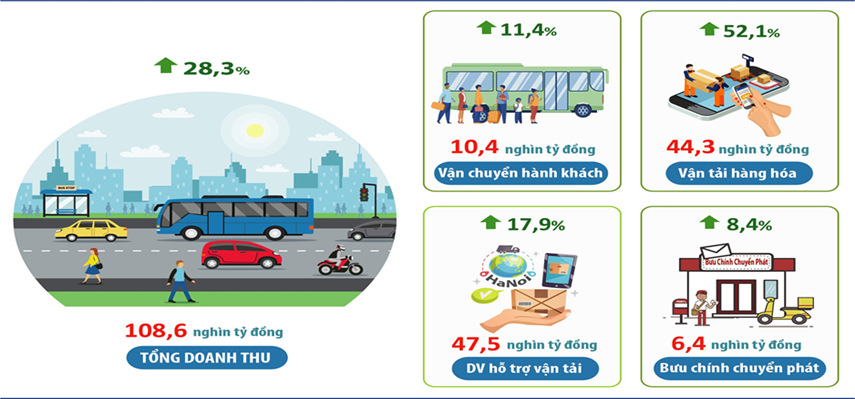 28,3%
BUS STOP
108,6 nghìn tỷ đồng
TỔNG DOANH THU
11,4%
10,4 nghìn tỷ đồng
Vận chuyển hành khách
52,1%
44,3 nghìn tỷ đồng
Vận tải hàng hóa
17,9%
HaNoi
47,5 nghìn tỷ đồng
DV hỗ trợ vận tải
8,4%
Bưu Chính Chuyển Phát
6,4 nghìn tỷ đồng
Bưu chính chuyển phát